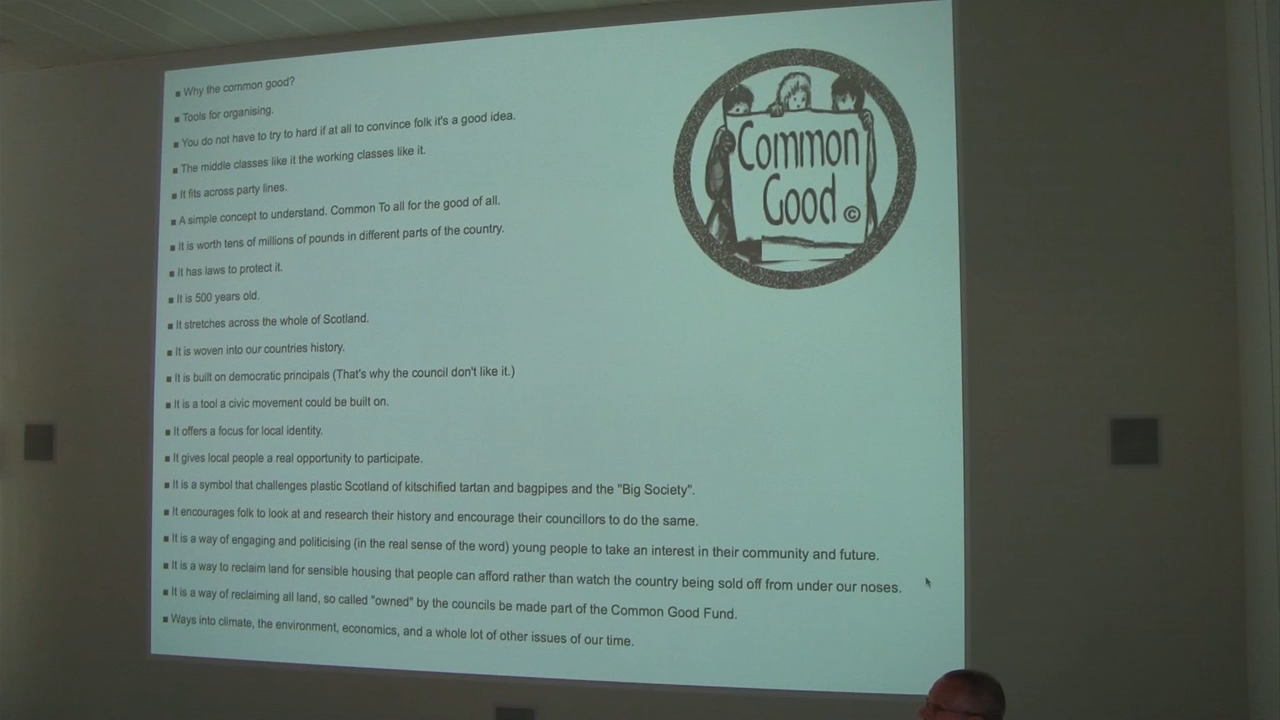 ■ Why the common good?
■ Tools for organising.
■ You do not have to try to hard if at all to convince folk it's a good idea.
■ The middle classes like it the working classes like it.
■ It fits across party lines.
■ A simple concept to understand. Common To all for the good of all.
■ It is worth tens of millions of pounds in different parts of the country.
■ It has laws to protect it.
■ It is 500 years old.
■ It stretches across the whole of Scotland.
■ It is woven into our countries history.
■ It is built on democratic principals (That's why the council don't like it.)
■ It is a tool a civic movement could be built on.
■ It offers a focus for local identity.
■ It gives local people a real opportunity to participate.
■ It is a symbol that challenges plastic Scotland of kitschified tartan and bagpipes and the "Big Society".
■ It encourages folk to look at and research their history and encourage their councillors to do the same.
■ It is a way of engaging and politicising (in the real sense of the word) young people to take an interest in their community and future.
■ It is a way to reclaim land for sensible housing that people can afford rather than watch the country being sold off from under our noses.
■ It is a way of reclaiming all land, so called "owned" by the councils be made part of the Common Good Fund.
■ Ways into climate, the environment, economics, and a whole lot of other issues of our time.
Common
Good ©